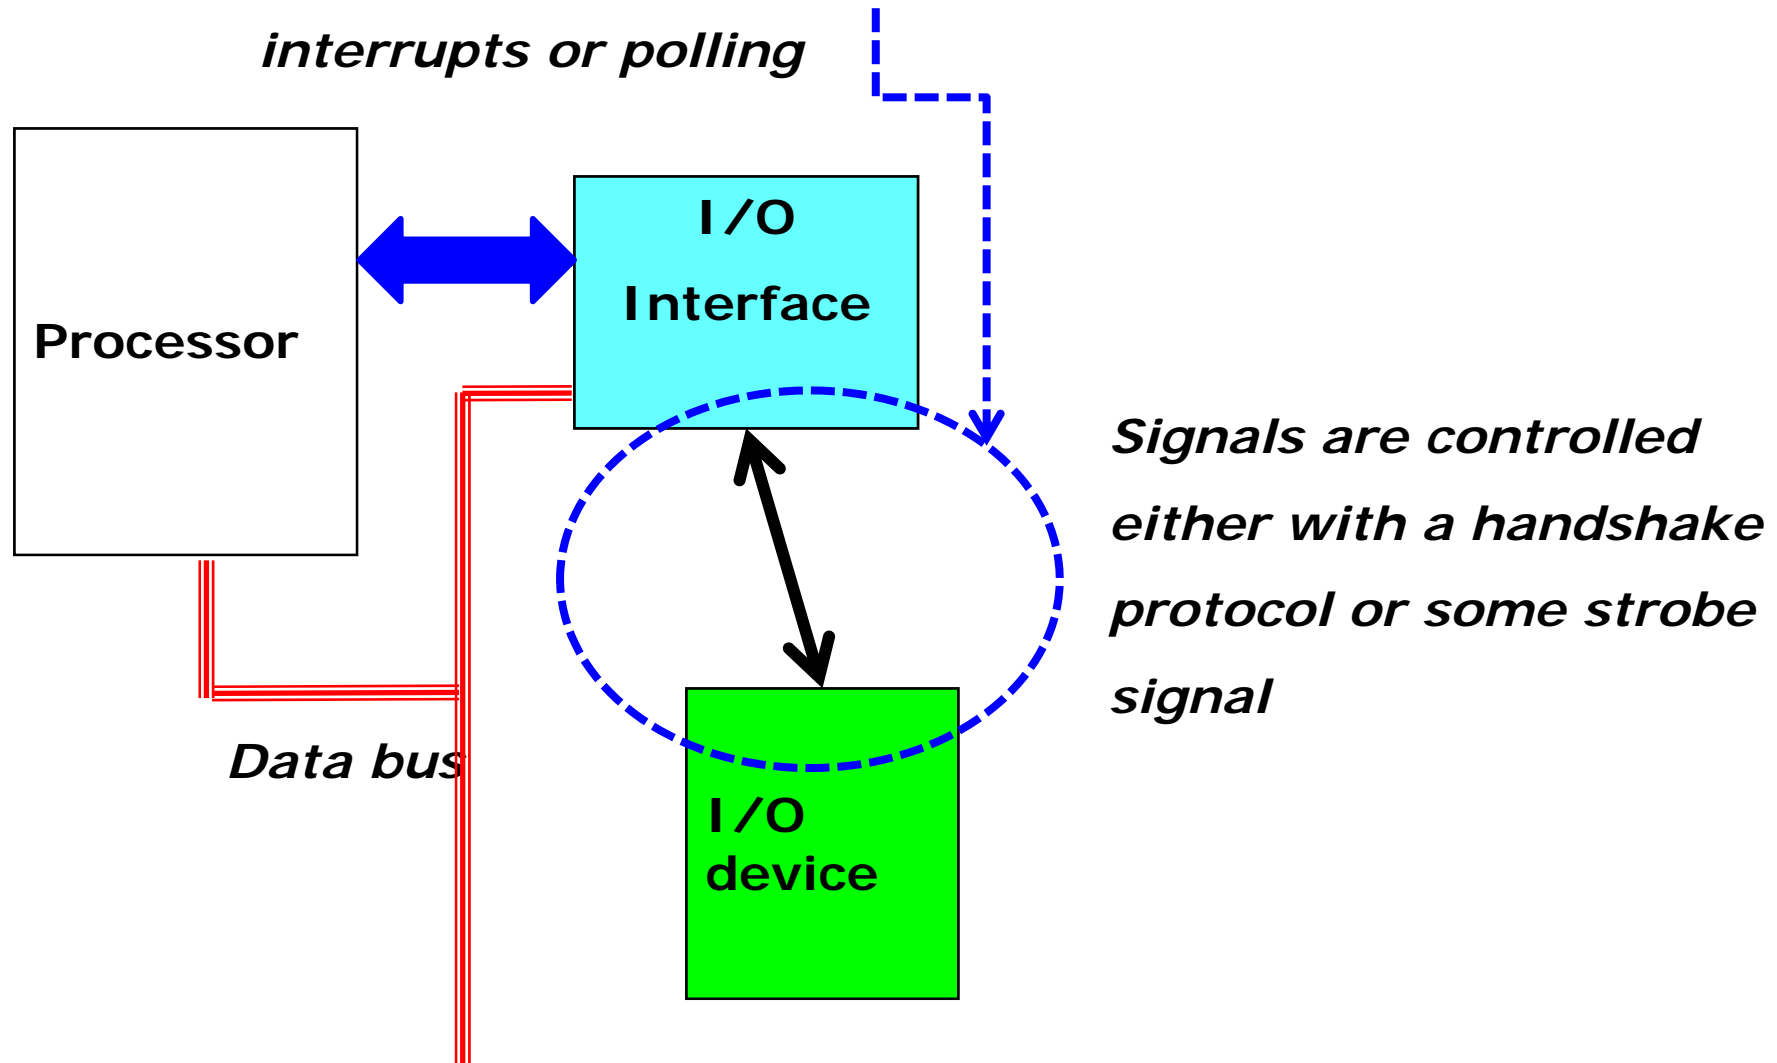 interrupts or polling
I/O
Interface
Processor
Signals are controlled
either with a handshake
protocol or some strobe
signal
Data bus
I/O
device